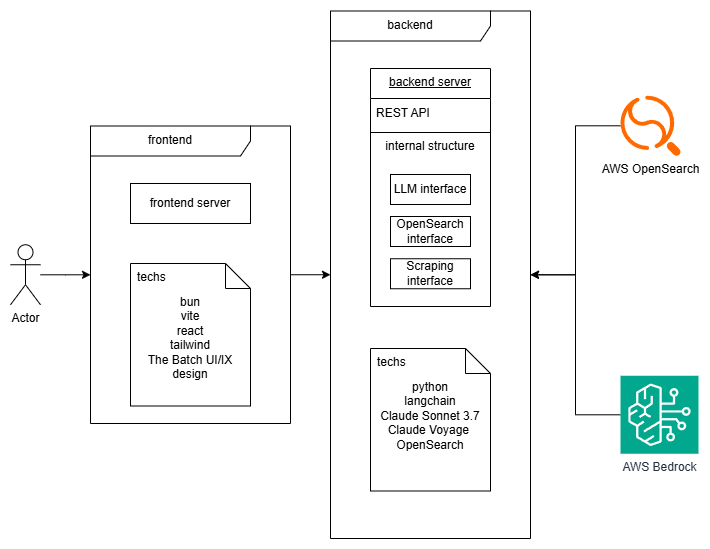 backend
backend server
REST API
internal structure
LLM interface
OpenSearch
interface
Scraping
interface
techs
python
langchain
Claude Sonnet 3.7
Claude Voyage
OpenSearch
frontend
frontend server
techs
bun
vite
react
tailwind
The Batch UI/IX
design
Actor
AWS OpenSearch
AWS Bedrock